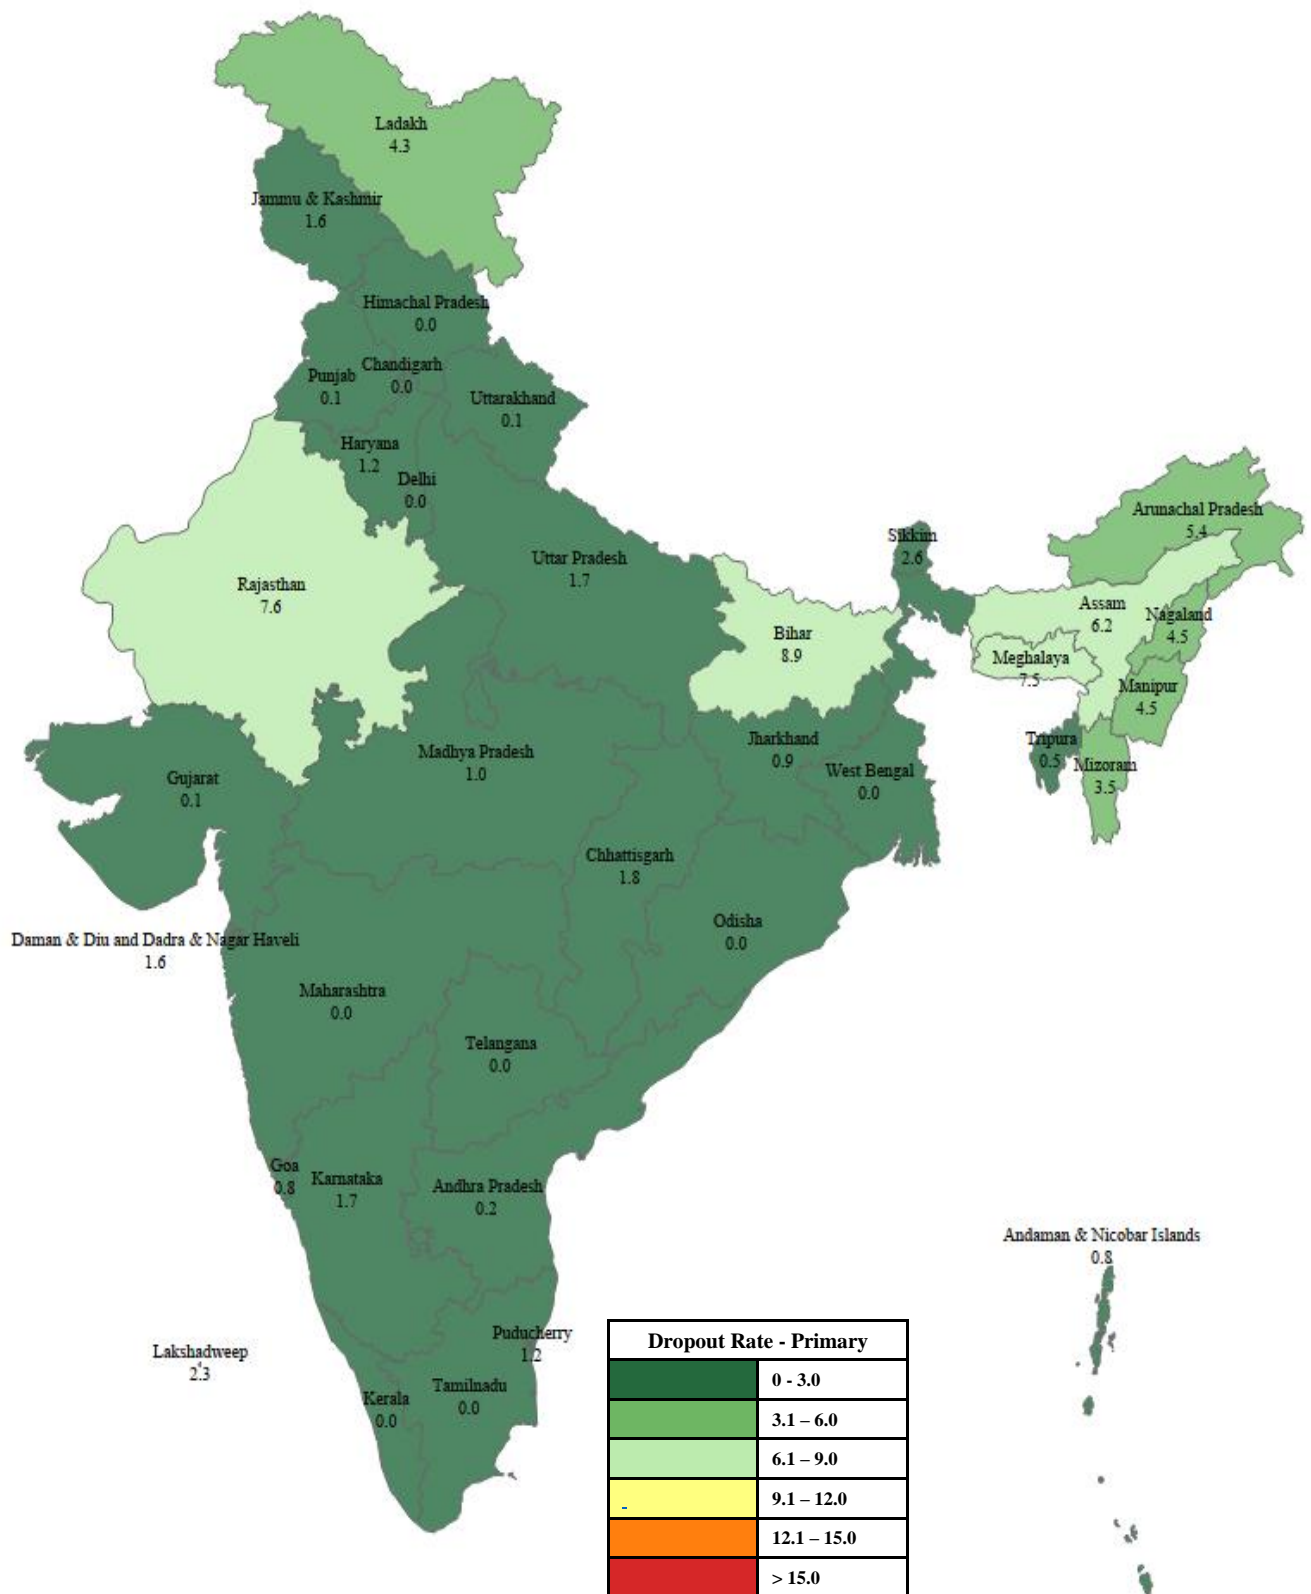 Ladakh
4.3
Jammu & Kashmir
1.6
Himachal Pradesh
0.0
Chandigarh
0.0
Punjab
0.1
Uttarakhand
0.1
Haryana
1.2
Delhi
0.0
Arunachal Pradesh
5.4
Sikkim
2.6
Uttar Pradesh
1.7
Rajasthan
7.6
Assam
6.2
Nagaland
4.5
Bihar
8.9
Meghalaya
7.5
Manipur
4.5
Tripura
0.5
Mizoram
3.5
Jharkhand
0.9
West Bengal
0.0
Madhya Pradesh
1.0
Gujarat
0.1
Chhattisgarh
1.8
Odisha
0.0
Daman & Diu and Dadra & Nagar Haveli
1.6
Maharashtra
0.0
Telangana
0.0
Goa
0.8
Karnataka
1.7
Andhra Pradesh
0.2
Andaman & Nicobar Islands
0.8
Puducherry
1.2
Lakshadweep
2.3
Kerala
0.0
Tamilnadu
0.0
Dropout Rate - Primary
0 - 3.0
3.1 – 6.0
6.1 – 9.0
9.1 – 12.0
12.1 – 15.0
> 15.0